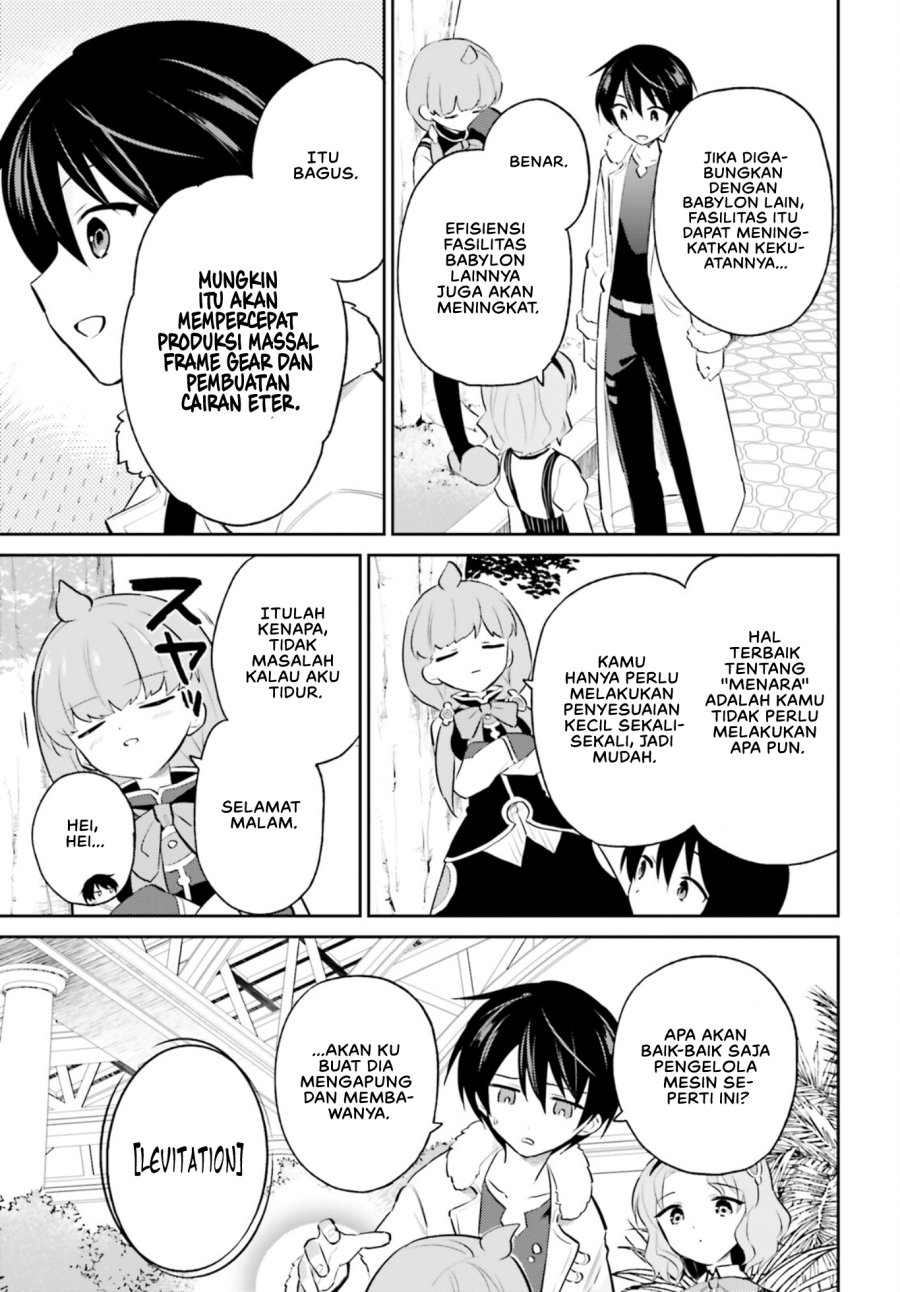 JIKA DIGA-
BUNGKAN
DENGAN
BABYLON LAIN,
FASILITAS ITU
DAPAT MENING-
KATKAN KEKU-
ATANNYA...
BENAR.
EFISIENSI
FASILITAS
BABYLON
LAINNYA
JUGA AKAN
MENINGKAT.
ITU
BAGUS.
MUNGKIN
ITU AKAN
MEMPERCEPAT
PRODUKSI MASSAL
FRAME GEAR DAN
PEMBUATAN
CAIRAN ETER.
HAL
TERBAIK
TENTANG
"MENARA"
ADALAH KAMU
TIDAK PERLU
MELAKUKAN
APA PUN.
KAMU
HANYA PERLU
MELAKUKAN
PENYESUAIAN
KECIL SEKALI-
SEKALI, JADI
MUDAH.
ITULAH
KENAPA,
TIDAK
MASALAH
KALAU AKU
TIDUR.
SELAMAT
MALAM.
スヤッ
HEI,
HEI...
APA AKAN
BAIK-BAIK SAJA
PENGELOLA
MESIN SE-
PERTI INI?
...AKAN KU
BUAT DIA
MENGAPUNG
DAN MEMBA-
WANYA.
[LEVITATION]